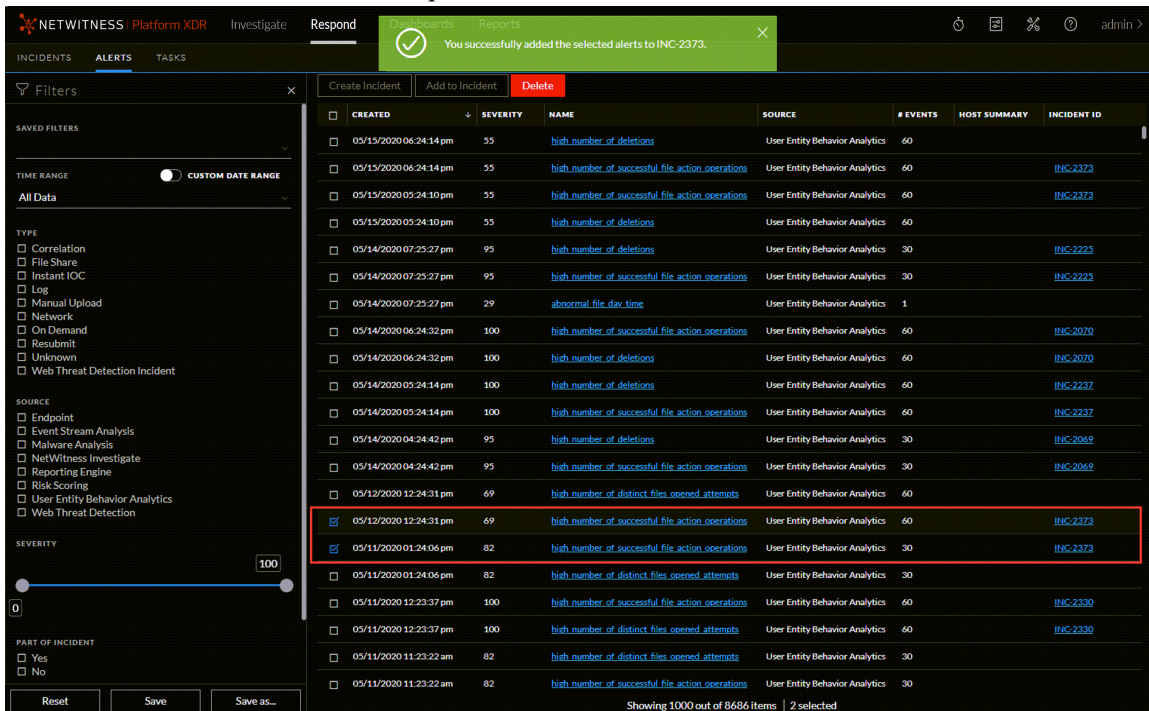 NETWITNESS | Platform XDR Investigate Respond Dashboards Reports admin >
You successfully added the selected alerts to INC-2373.
INCIDENTS ALERTS TASKS
Filters
Create Incident Add to Incident Delete
CREATED SEVERITY NAME SOURCE # EVENTS HOST SUMMARY INCIDENT ID
05/15/2020 06:24:14 pm 55 high number of deletions User Entity Behavior Analytics 60
05/15/2020 06:24:14 pm 55 high number of successful file action operations User Entity Behavior Analytics 60 INC-2373
05/15/2020 05:24:10 pm 55 high number of successful file action operations User Entity Behavior Analytics 60 INC-2373
05/15/2020 05:24:10 pm 55 high number of deletions User Entity Behavior Analytics 60
05/14/2020 07:25:27 pm 95 high number of deletions User Entity Behavior Analytics 30 INC-2225
05/14/2020 07:25:27 pm 95 high number of successful file action operations User Entity Behavior Analytics 30 INC-2225
05/14/2020 07:25:27 pm 29 abnormal file day time User Entity Behavior Analytics 1
05/14/2020 06:24:32 pm 100 high number of successful file action operations User Entity Behavior Analytics 60 INC-2070
05/14/2020 06:24:32 pm 100 high number of deletions User Entity Behavior Analytics 60 INC-2070
05/14/2020 05:24:14 pm 100 high number of deletions User Entity Behavior Analytics 60 INC-2237
05/14/2020 05:24:14 pm 100 high number of successful file action operations User Entity Behavior Analytics 60 INC-2237
05/14/2020 04:24:42 pm 95 high number of deletions User Entity Behavior Analytics 30 INC-2069
05/14/2020 04:24:42 pm 95 high number of successful file action operations User Entity Behavior Analytics 30 INC-2069
05/12/2020 12:24:31 pm 69 high number of distinct files opened attempts User Entity Behavior Analytics 60
05/12/2020 12:24:31 pm 69 high number of successful file action operations User Entity Behavior Analytics 60 INC-2373
05/11/2020 01:24:06 pm 82 high number of successful file action operations User Entity Behavior Analytics 30 INC-2373
05/11/2020 01:24:06 pm 82 high number of distinct files opened attempts User Entity Behavior Analytics 30
05/11/2020 12:23:37 pm 100 high number of successful file action operations User Entity Behavior Analytics 60 INC-2330
05/11/2020 12:23:37 pm 100 high number of distinct files opened attempts User Entity Behavior Analytics 60 INC-2330
05/11/2020 11:23:22 am 82 high number of distinct files opened attempts User Entity Behavior Analytics 30
05/11/2020 11:23:22 am 82 high number of successful file action operations User Entity Behavior Analytics 30
Showing 1000 out of 8686 items | 2 selected
SAVED FILTERS
TIME RANGE CUSTOM DATE RANGE
All Data
TYPE
Correlation
File Share
Instant IOC
Log
Manual Upload
Network
On Demand
Resubmit
Unknown
Web Threat Detection Incident
SOURCE
Endpoint
Event Stream Analysis
Malware Analysis
NetWitness Investigate
Reporting Engine
Risk Scoring
User Entity Behavior Analytics
Web Threat Detection
SEVERITY
100
0
PART OF INCIDENT
Yes
No
Reset Save Save as...